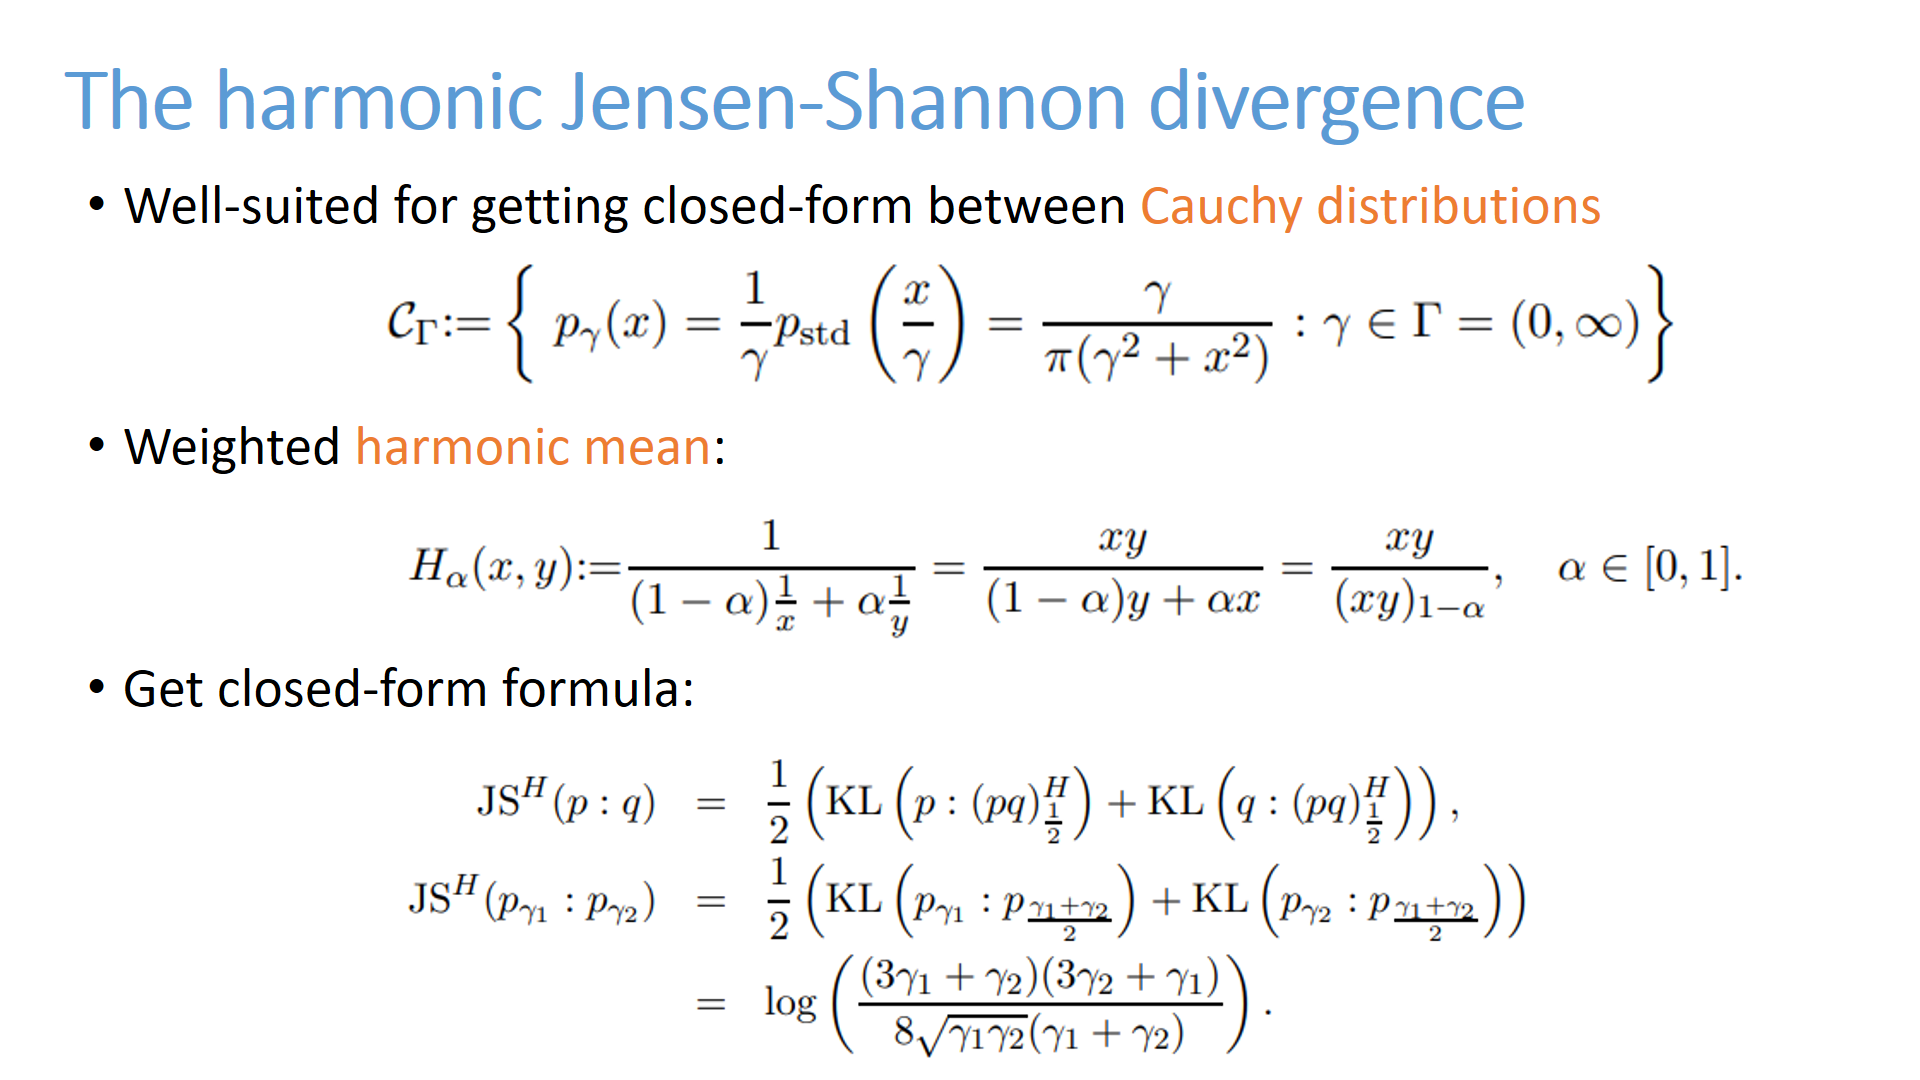 The harmonic Jensen-Shannon divergence
• Well-suited for getting closed-form between Cauchy distributions
$\mathcal{C}_\Gamma := \left\{ p_\gamma(x) = \frac{1}{\gamma} p_{\text{std}} \left( \frac{x}{\gamma} \right) = \frac{\gamma}{\pi(\gamma^2 + x^2)} : \gamma \in \Gamma = (0, \infty) \right\}$
• Weighted harmonic mean:
$H_\alpha(x, y) := \frac{1}{(1 - \alpha)\frac{1}{x} + \alpha\frac{1}{y}} = \frac{xy}{(1 - \alpha)y + \alpha x} = \frac{xy}{(xy)_{1-\alpha}}, \quad \alpha \in [0, 1].$
• Get closed-form formula:
$\text{JS}^H(p : q) = \frac{1}{2} \left( \text{KL} \left( p : (pq)^H_{\frac{1}{2}} \right) + \text{KL} \left( q : (pq)^H_{\frac{1}{2}} \right) \right),$
$\text{JS}^H(p_{\gamma_1} : p_{\gamma_2}) = \frac{1}{2} \left( \text{KL} \left( p_{\gamma_1} : p_{\frac{\gamma_1 + \gamma_2}{2}} \right) + \text{KL} \left( p_{\gamma_2} : p_{\frac{\gamma_1 + \gamma_2}{2}} \right) \right)$
$= \log \left( \frac{(3\gamma_1 + \gamma_2)(3\gamma_2 + \gamma_1)}{8\sqrt{\gamma_1 \gamma_2}(\gamma_1 + \gamma_2)} \right).$